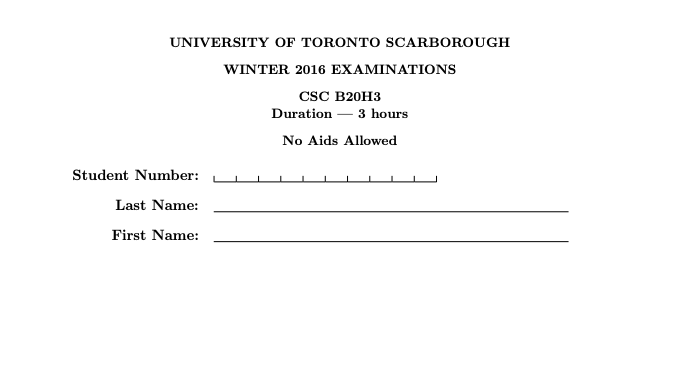 UNIVERSITY OF TORONTO SCARBOROUGH
WINTER 2016 EXAMINATIONS
CSC B20H3
Duration — 3 hours
No Aids Allowed
Student Number:
Last Name:
First Name: